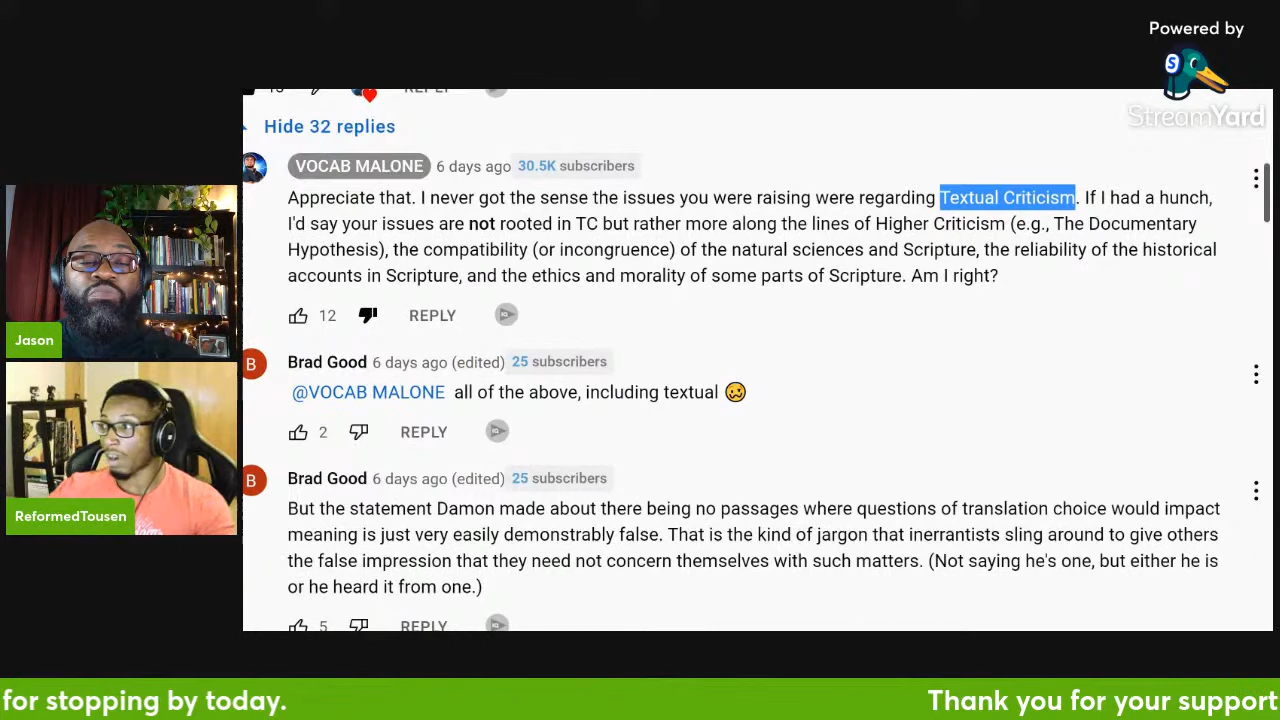 Powered by
StreamYard
REPLY
Hide 32 replies
VOCAB MALONE 6 days ago 30.5K subscribers
Appreciate that. I never got the sense the issues you were raising were regarding Textual Criticism. If I had a hunch,
I'd say your issues are not rooted in TC but rather more along the lines of Higher Criticism (e.g., The Documentary
Hypothesis), the compatibility (or incongruence) of the natural sciences and Scripture, the reliability of the historical
accounts in Scripture, and the ethics and morality of some parts of Scripture. Am I right?
12 REPLY
Jason
B Brad Good 6 days ago (edited) 25 subscribers
@VOCAB MALONE all of the above, including textual 🥴
2 REPLY
B Brad Good 6 days ago (edited) 25 subscribers
But the statement Damon made about there being no passages where questions of translation choice would impact
meaning is just very easily demonstrably false. That is the kind of jargon that inerrantists sling around to give others
the false impression that they need not concern themselves with such matters. (Not saying he's one, but either he is
or he heard it from one.)
5 REPLY
ReformedTousen
for stopping by today. Thank you for your support